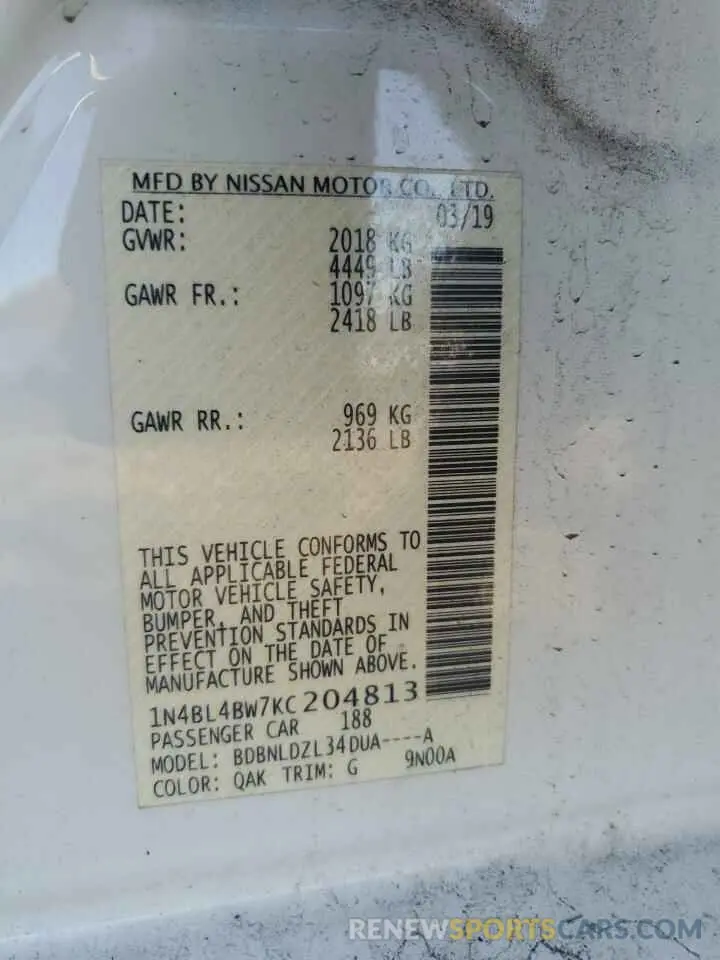 MFD BY NISSAN MOTOR CO., LTD.
DATE: 03/19
GVWR: 2018 KG
4449 LB
GAWR FR.: 1097 KG
2418 LB
GAWR RR.: 969 KG
2136 LB
THIS VEHICLE CONFORMS TO
ALL APPLICABLE FEDERAL
MOTOR VEHICLE SAFETY,
BUMPER, AND THEFT
PREVENTION STANDARDS IN
EFFECT ON THE DATE OF
MANUFACTURE SHOWN ABOVE.
1N4BL4BW7KC204813
PASSENGER CAR 188
MODEL: BDBNLDZL34DUA----A
COLOR: QAK TRIM: G 9N00A
RENEWSPORTSCARS.COM